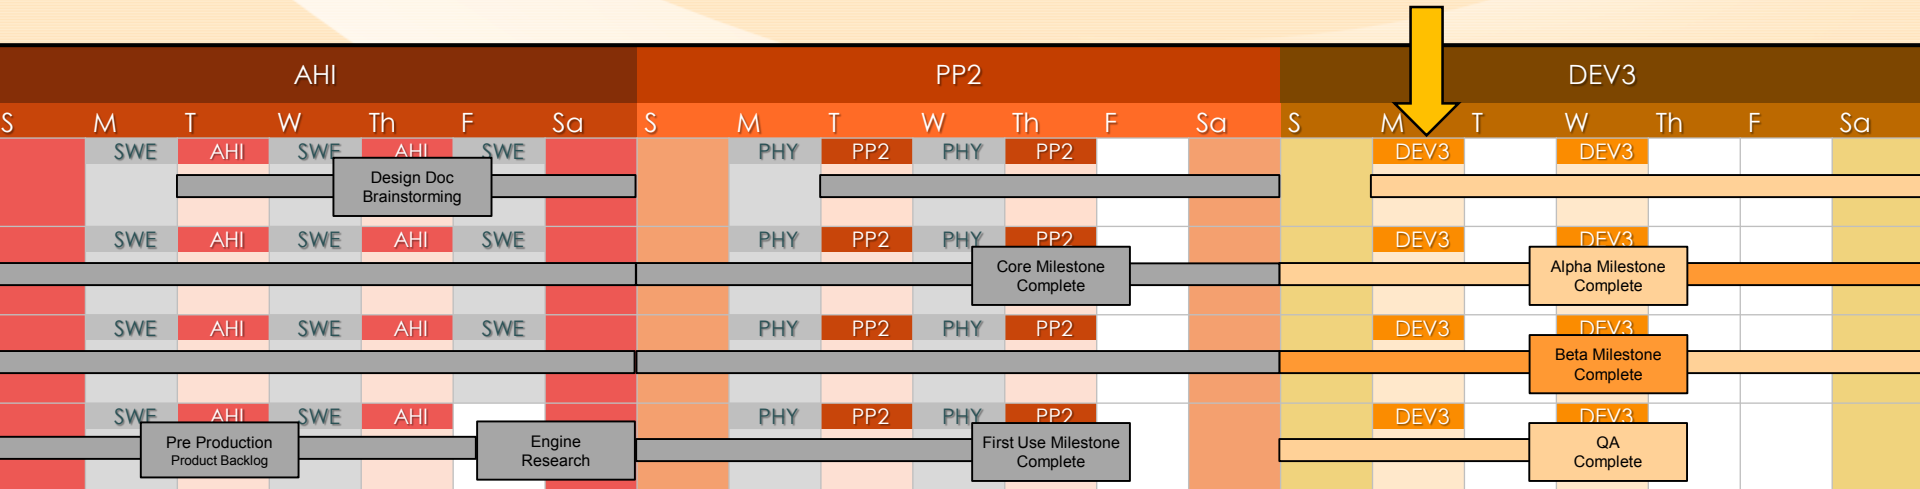 AHI PP2 DEV3
S M T W Th F Sa S M T W Th F Sa S M T W Th F Sa
SWE AHI SWE AHI SWE PHY PP2 PHY PP2 DEV3 DEV3
Design Doc
Brainstorming
SWE AHI SWE AHI SWE PHY PP2 PHY PP2 DEV3 DEV3
Core Milestone
Complete
Alpha Milestone
Complete
SWE AHI SWE AHI SWE PHY PP2 PHY PP2 DEV3 DEV3
Beta Milestone
Complete
SWE AHI SWE AHI PHY PP2 PHY PP2 DEV3 DEV3
Pre Production
Product Backlog
Engine
Research
First Use Milestone
Complete
QA
Complete